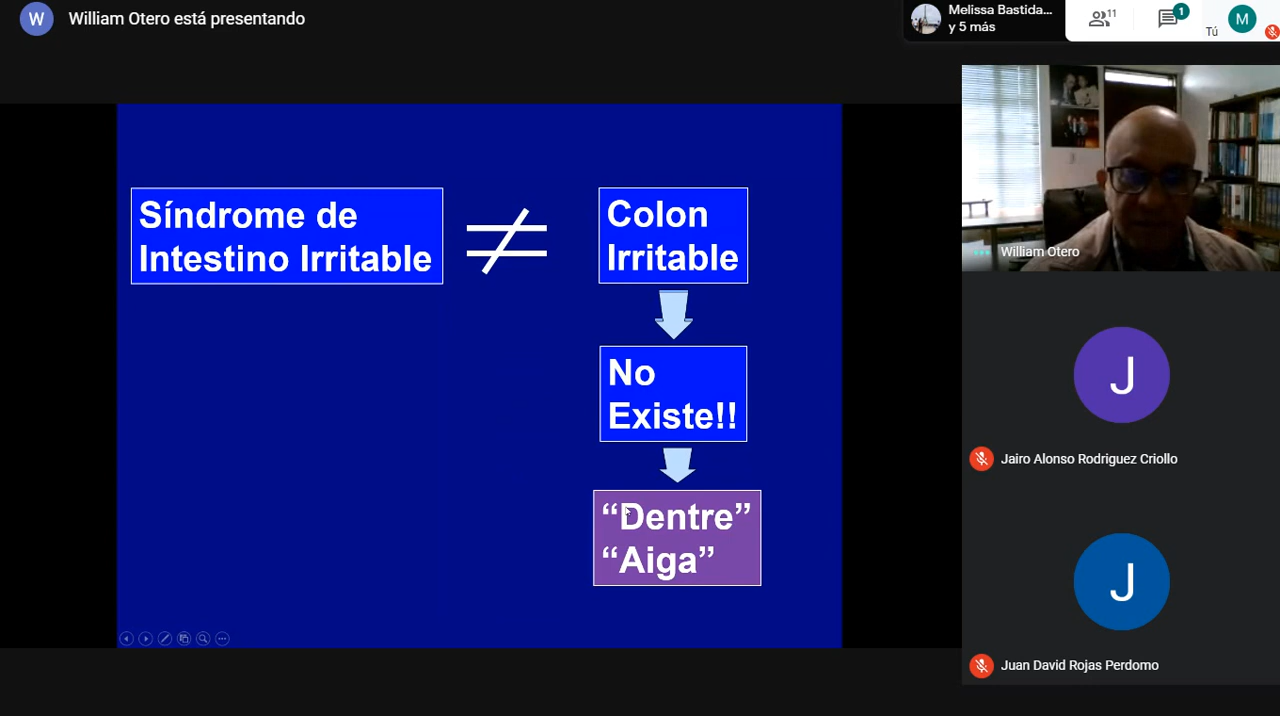 W
William Otero está presentando
Melissa Bastida...
y 5 más
11
1
Tú
M
Síndrome de
Intestino Irritable
≠
Colon
Irritable
No
Existe!!
“Dentre”
“Aiga”
William Otero
J
Jairo Alonso Rodriguez Criollo
J
Juan David Rojas Perdomo